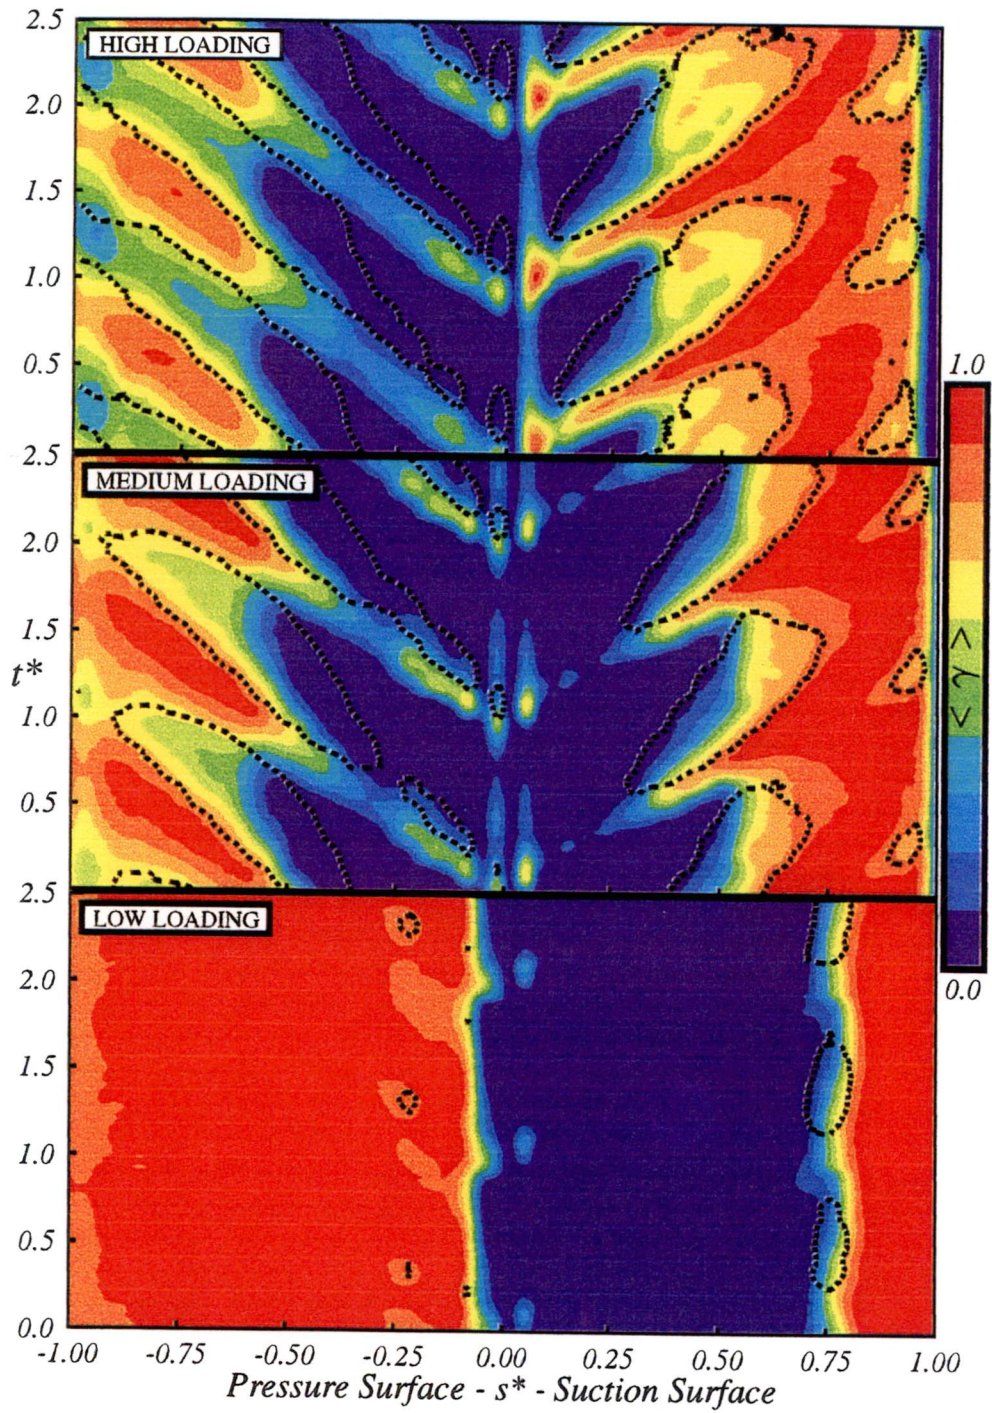 2.5
HIGH LOADING
2.0
1.5
1.0
0.5
1.0
2.5
MEDIUM LOADING
2.0
1.5
t*
< γ >
1.0
0.5
2.5
LOW LOADING
2.0
0.0
1.5
1.0
0.5
0.0
-1.00 -0.75 -0.50 -0.25 0.00 0.25 0.50 0.75 1.00
Pressure Surface - s* - Suction Surface